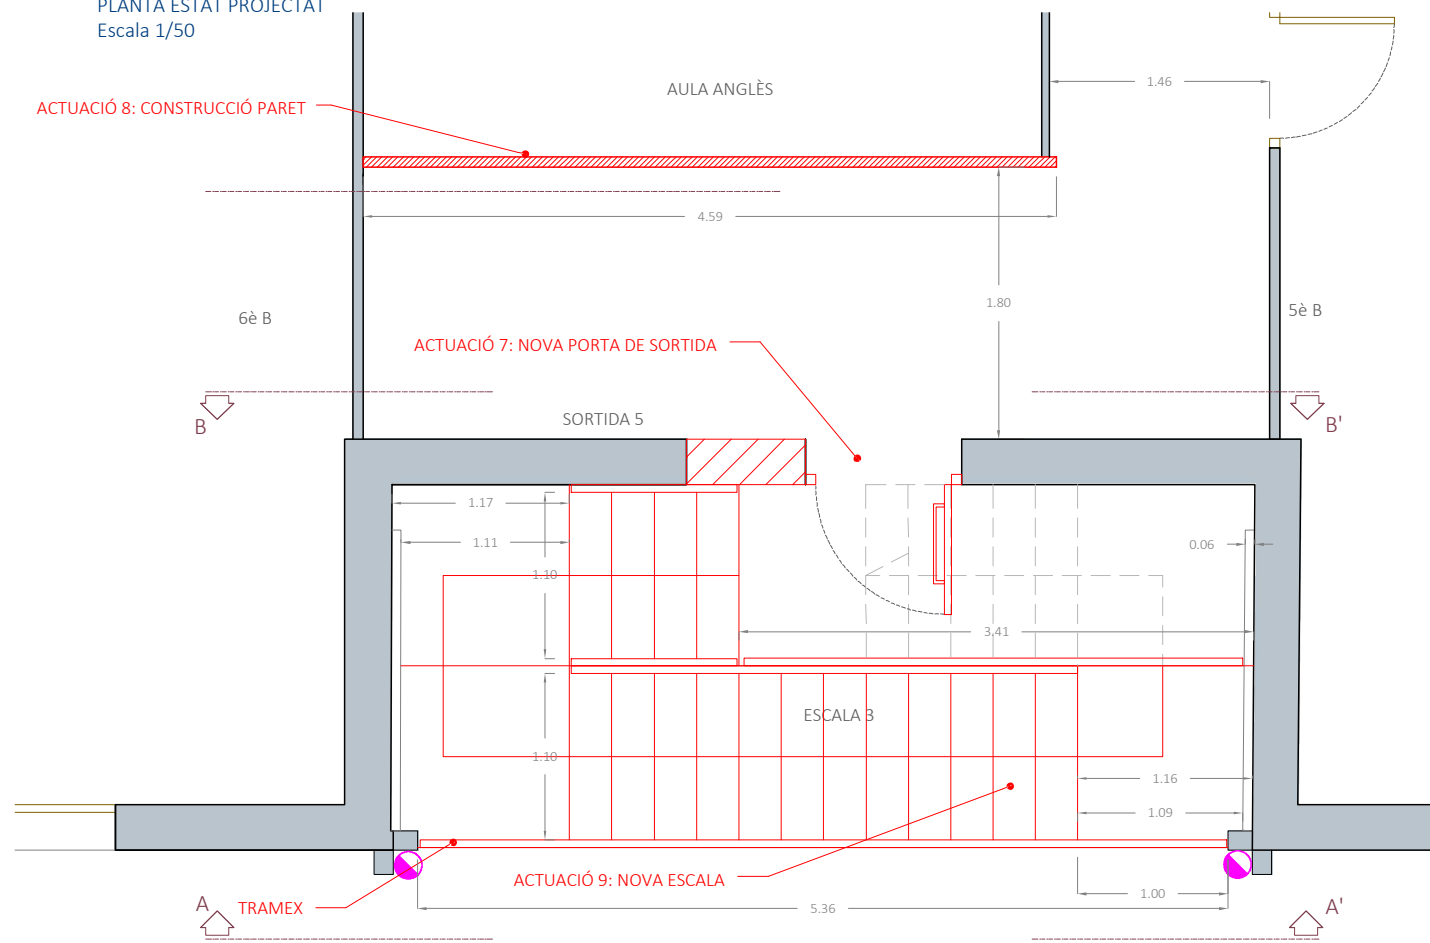 PLANTA ESTAT PROJECTAT
Escala 1/50
AULA ANGLÈS
1.46
ACTUACIÓ 8: CONSTRUCCIÓ PARET
4.59
1.80
6è B
5è B
ACTUACIÓ 7: NOVA PORTA DE SORTIDA
SORTIDA 5
B
B'
1.17
1.11
0.06
1.10
3.41
ESCALA 3
1.10
1.16
1.09
ACTUACIÓ 9: NOVA ESCALA
1.00
TRAMEX
5.36
A
A'